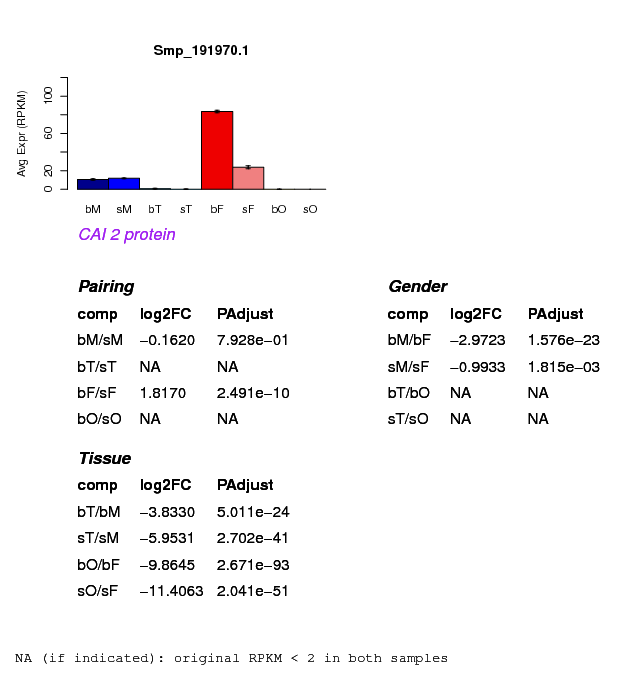 Smp_191970.1
Avg Expr (RPKM)
0 20 60 100
bM sM bT sT bF sF bO sO
CAI 2 protein
Pairing
comp log2FC PAdjust
bM/sM −0.1620 7.928e−01
bT/sT NA NA
bF/sF 1.8170 2.491e−10
bO/sO NA NA
Gender
comp log2FC PAdjust
bM/bF −2.9723 1.576e−23
sM/sF −0.9933 1.815e−03
bT/bO NA NA
sT/sO NA NA
Tissue
comp log2FC PAdjust
bT/bM −3.8330 5.011e−24
sT/sM −5.9531 2.702e−41
bO/bF −9.8645 2.671e−93
sO/sF −11.4063 2.041e−51
NA (if indicated): original RPKM < 2 in both samples